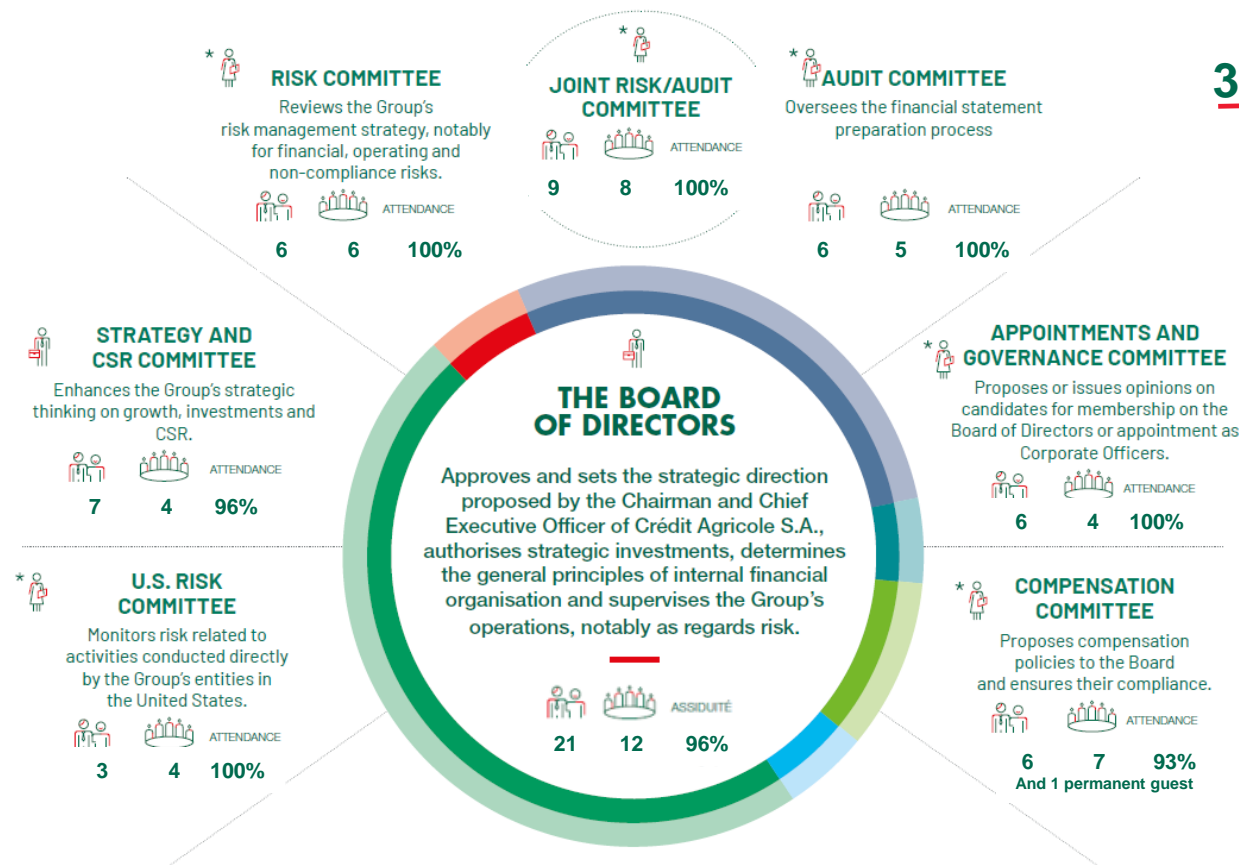 3
*
RISK COMMITTEE
Reviews the Group's
risk management strategy, notably
for financial, operating and
non-compliance risks.
ATTENDANCE
6 6 100%
*
JOINT RISK/AUDIT
COMMITTEE
ATTENDANCE
9 8 100%
*
AUDIT COMMITTEE
Oversees the financial statement
preparation process
ATTENDANCE
6 5 100%
STRATEGY AND
CSR COMMITTEE
Enhances the Group's strategic
thinking on growth, investments and
CSR.
ATTENDANCE
7 4 96%
THE BOARD
OF DIRECTORS
Approves and sets the strategic direction
proposed by the Chairman and Chief
Executive Officer of Crédit Agricole S.A.,
authorises strategic investments, determines
the general principles of internal financial
organisation and supervises the Group's
operations, notably as regards risk.
ASSIDUITÉ
21 12 96%
*
APPOINTMENTS AND
GOVERNANCE COMMITTEE
Proposes or issues opinions on
candidates for membership on the
Board of Directors or appointment as
Corporate Officers.
ATTENDANCE
6 4 100%
*
U.S. RISK
COMMITTEE
Monitors risk related to
activities conducted directly
by the Group's entities in
the United States.
ATTENDANCE
3 4 100%
*
COMPENSATION
COMMITTEE
Proposes compensation
policies to the Board
and ensures their compliance.
ATTENDANCE
6 7 93%
And 1 permanent guest